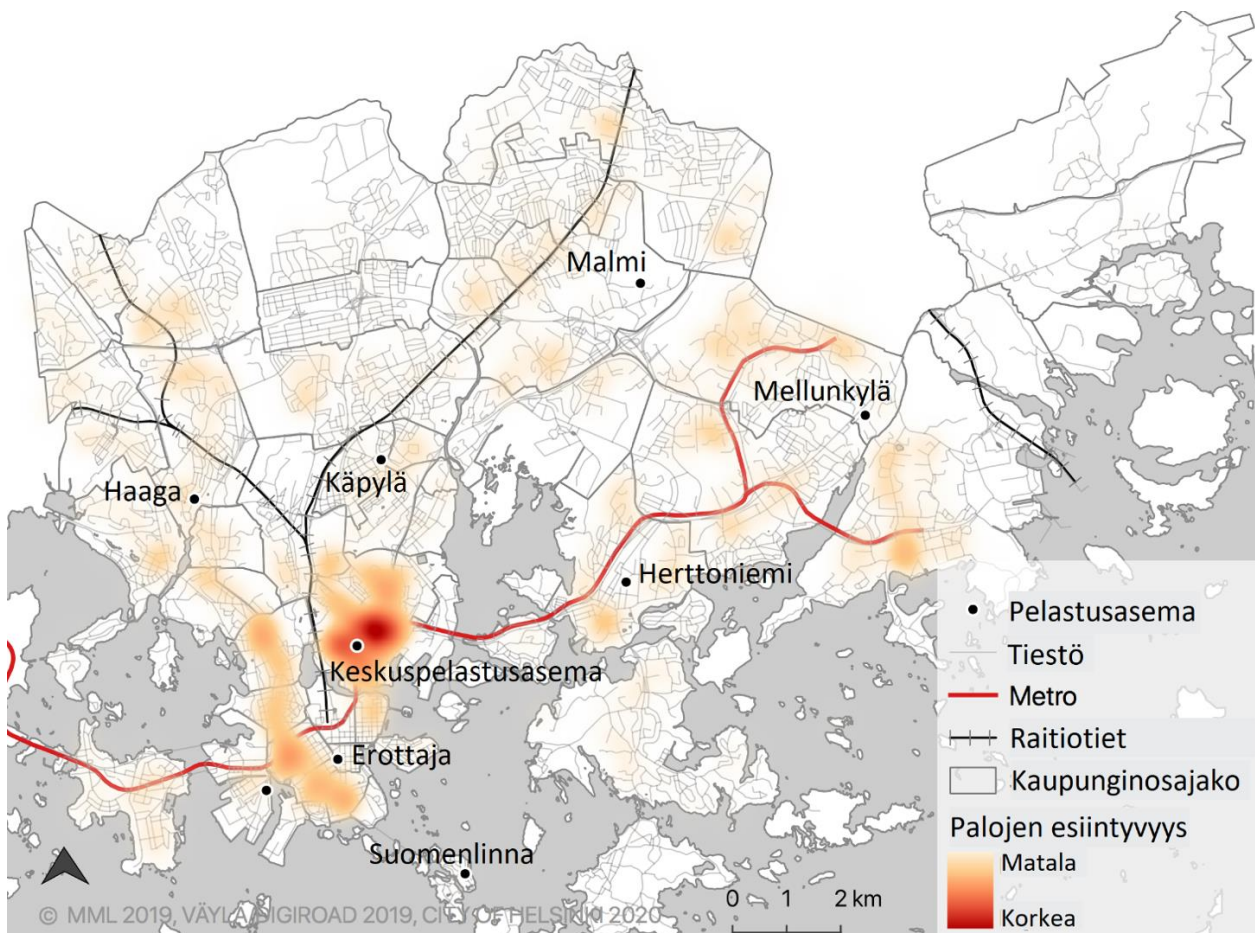 Malmi
Mellunkylä
Käpylä
Haaga
Herttoniemi
Keskuspelastusasema
Erottaja
Suomenlinna
Pelastusasema
Tiestö
Metro
Raitiotiet
Kaupunginosajako
Palojen esiintyvyys
Matala
Korkea
0 1 2 km
© MML 2019, VÄYLÄ/DIGIROAD 2019, CITY OF HELSINKI 2020